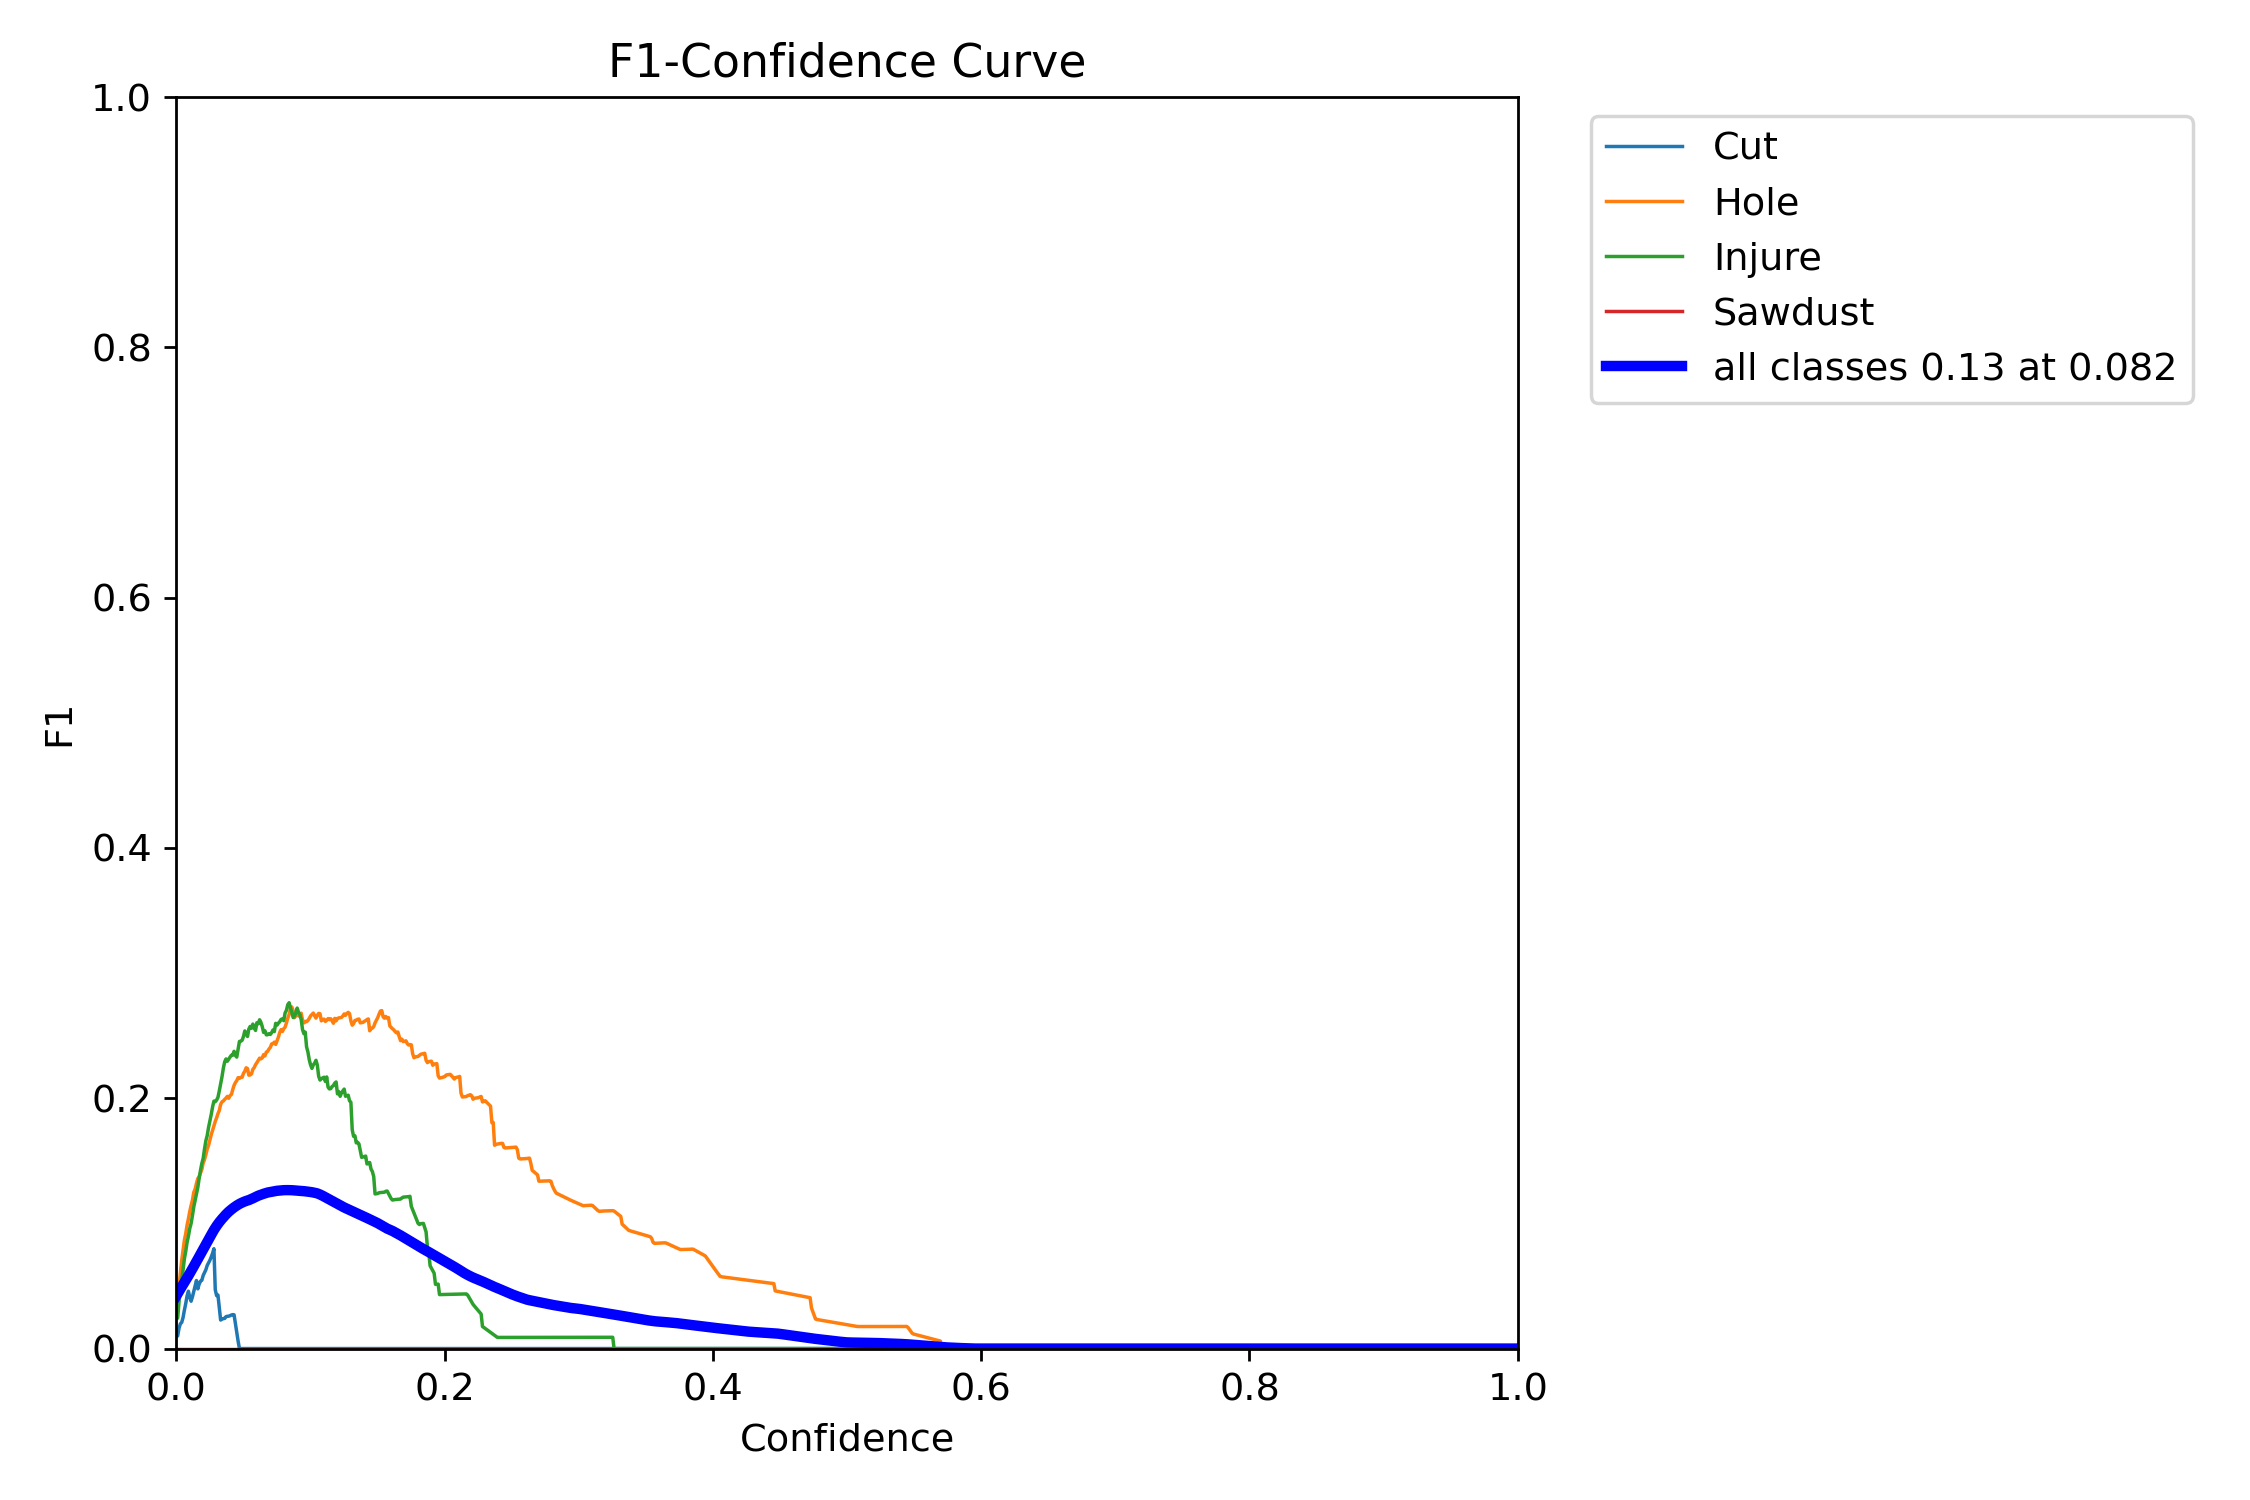 F1-Confidence Curve
1.0
0.8
0.6
0.4
0.2
0.0
F1
0.0 0.2 0.4 0.6 0.8 1.0
Confidence
Cut
Hole
Injure
Sawdust
all classes 0.13 at 0.082